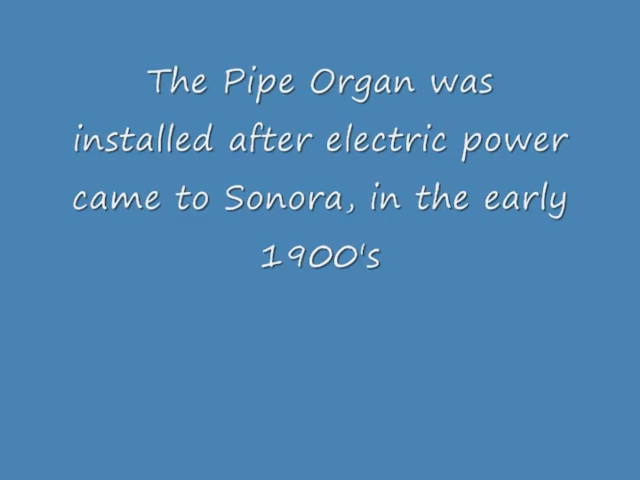 The Pipe Organ was
installed after electric power
came to Sonora, in the early
1900's